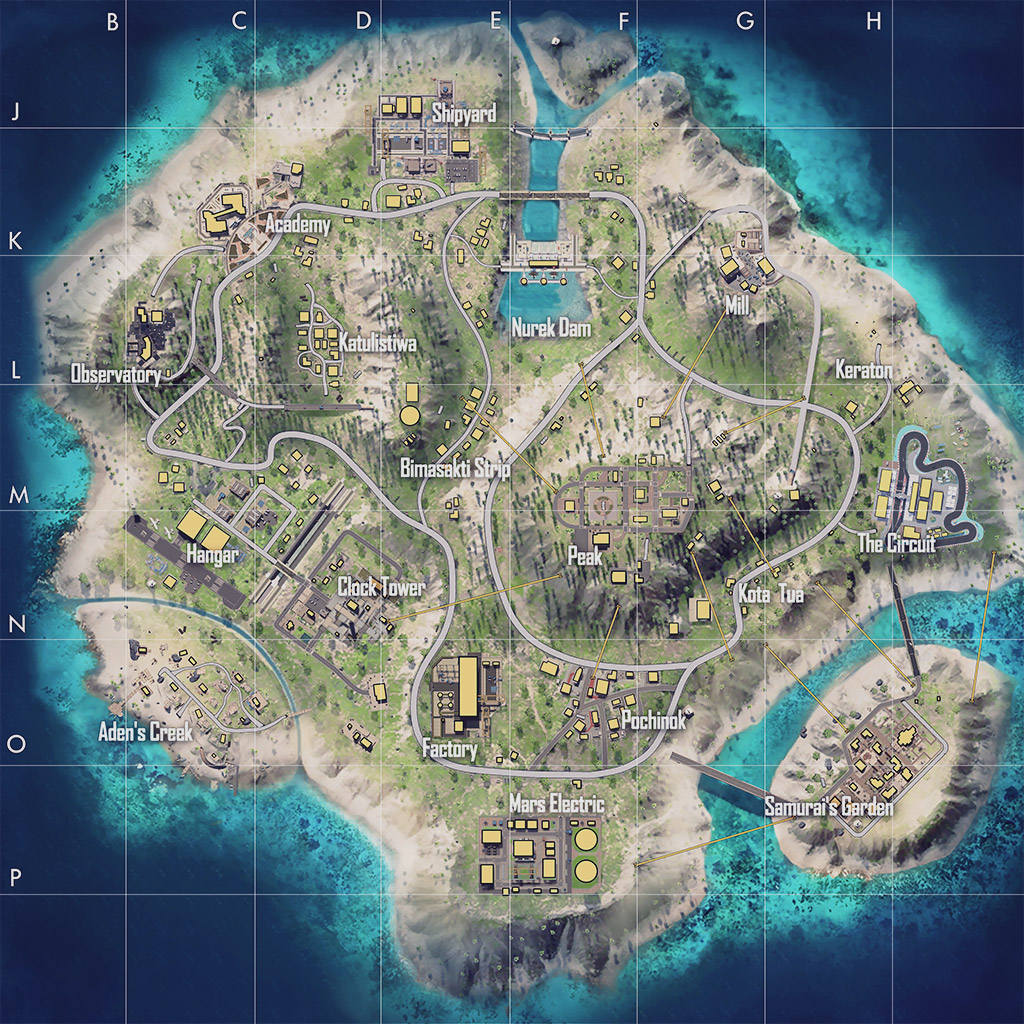 B C D E F G H
J
Shipyard
Academy
K
Mill
Nurek Dam
Katulistiwa
L
Observatory
Keraton
Bimasakti Strip
M
The Circuit
Hangar
Peak
Clock Tower
Kota Tua
N
Pochinok
Aden's Creek
O
Factory
Mars Electric
Samurai's Garden
P